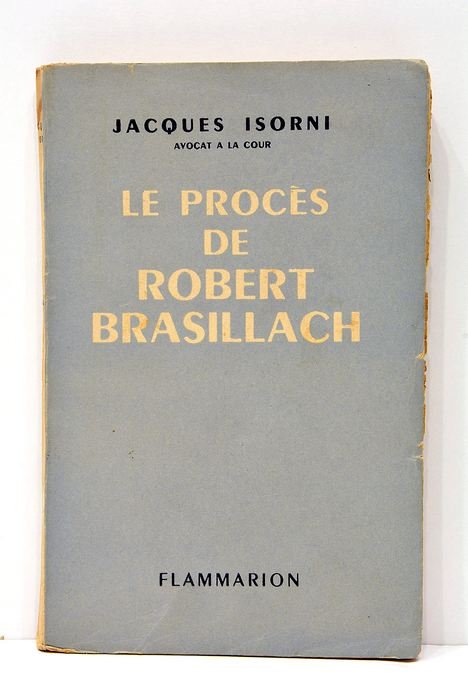 JACQUES ISORNI
AVOCAT A LA COUR
LE PROCÈS
DE
ROBERT
BRASILLACH
FLAMMARION